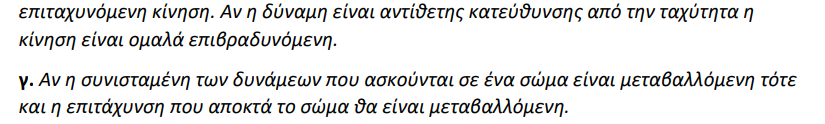 επιταχυνόμενη κίνηση. Αν η δύναμη είναι αντίθετης κατεύθυνσης από την ταχύτητα η
κίνηση είναι ομαλά επιβραδυνόμενη.
γ. Αν η συνισταμένη των δυνάμεων που ασκούνται σε ένα σώμα είναι μεταβαλλόμενη τότε
και η επιτάχυνση που αποκτά το σώμα θα είναι μεταβαλλόμενη.